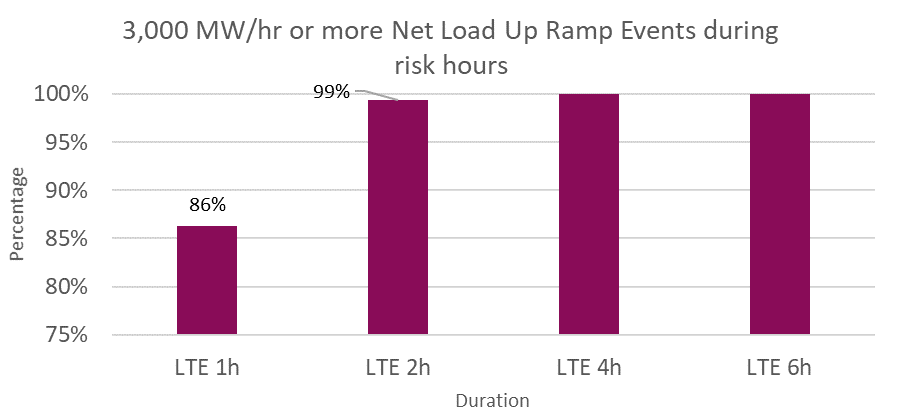 3,000 MW/hr or more Net Load Up Ramp Events during
risk hours
100%
95%
90%
85%
80%
75%
Percentage
86%
99%
LTE 1h
LTE 2h
LTE 4h
LTE 6h
Duration